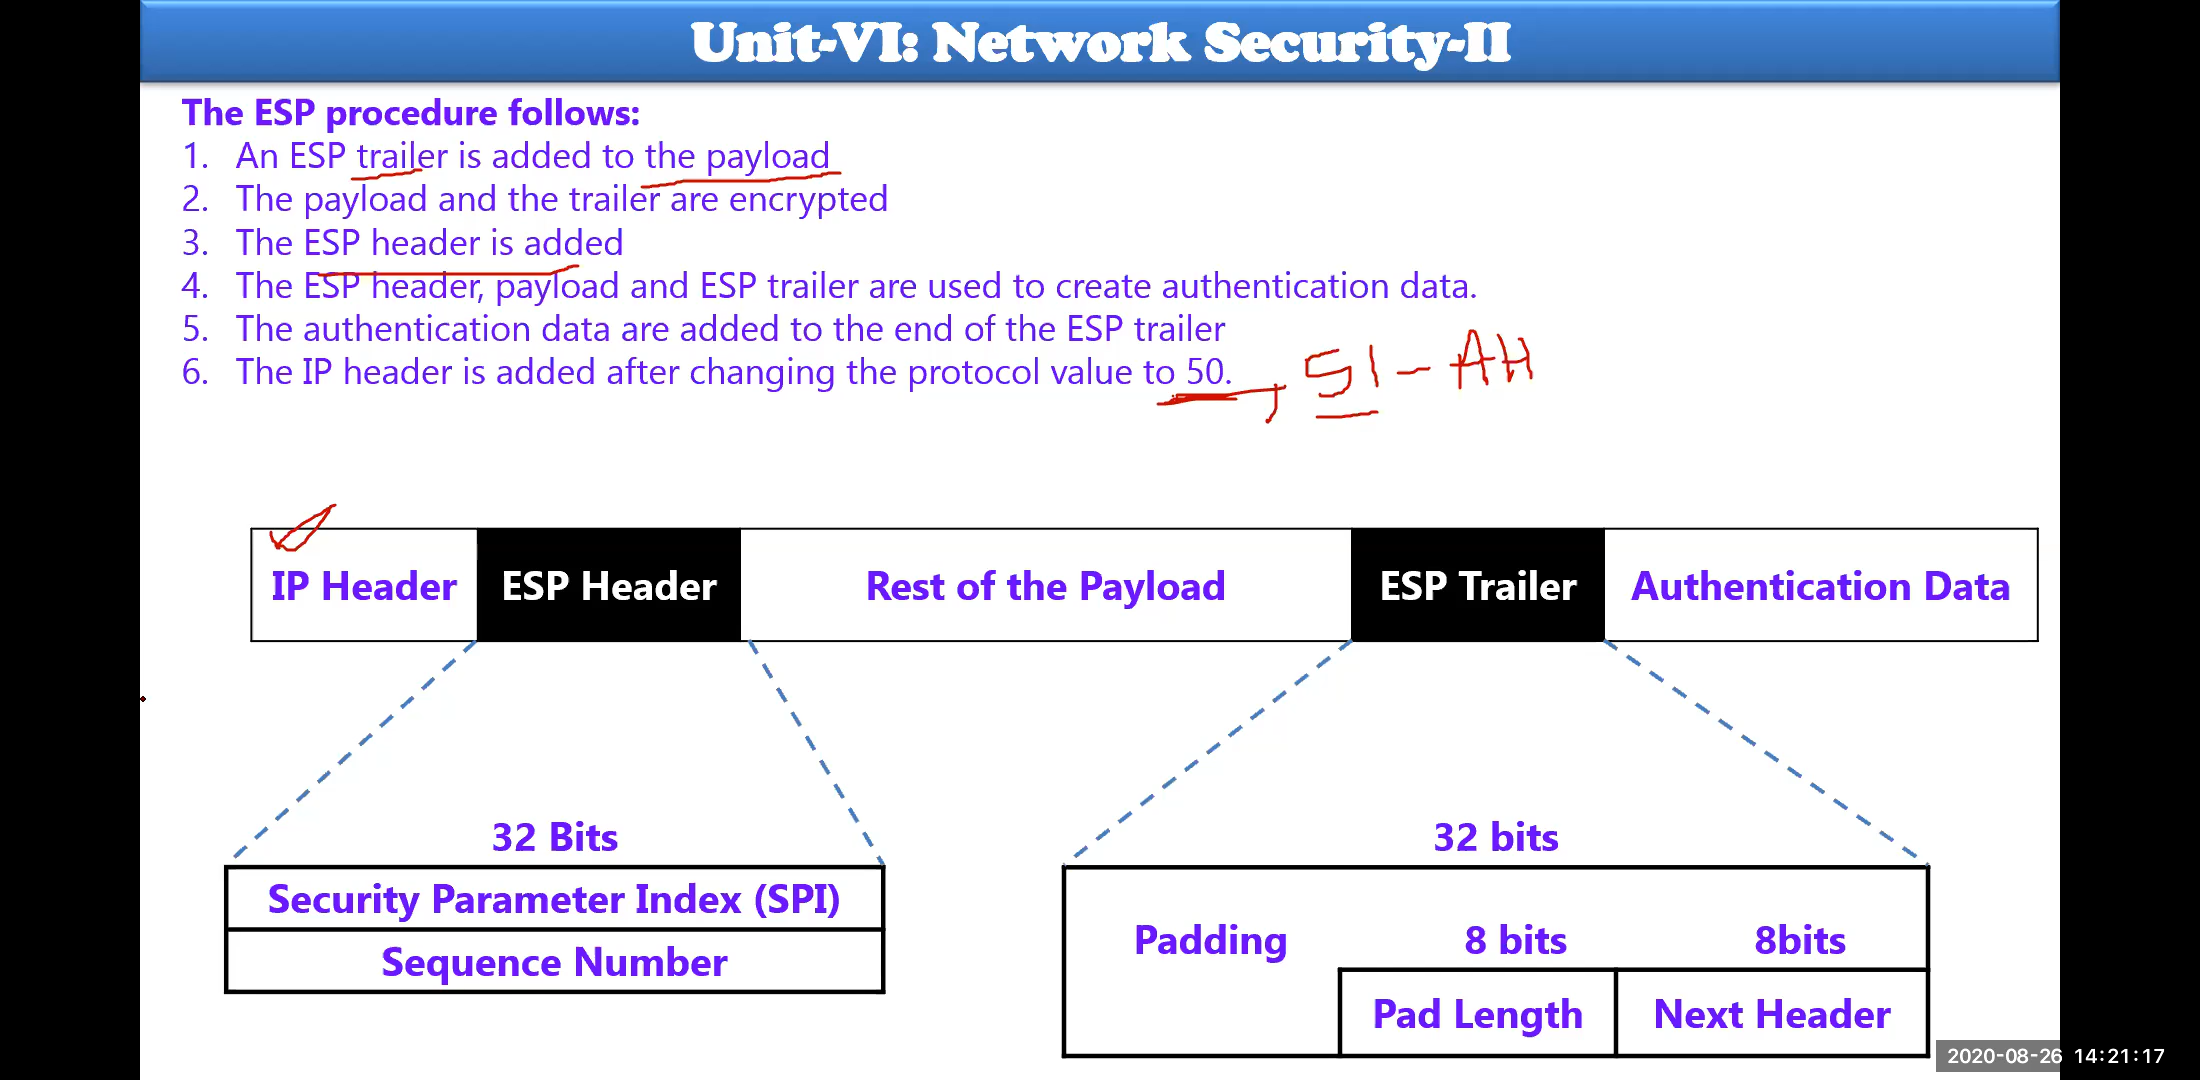 Unit-VI: Network Security-II
The ESP procedure follows:
1. An ESP trailer is added to the payload
2. The payload and the trailer are encrypted
3. The ESP header is added
4. The ESP header, payload and ESP trailer are used to create authentication data.
5. The authentication data are added to the end of the ESP trailer
6. The IP header is added after changing the protocol value to 50.
51 - AH
IP Header ESP Header Rest of the Payload ESP Trailer Authentication Data
32 Bits
Security Parameter Index (SPI)
Sequence Number
32 bits
Padding 8 bits 8bits
Pad Length Next Header
2020-08-26 14:21:17